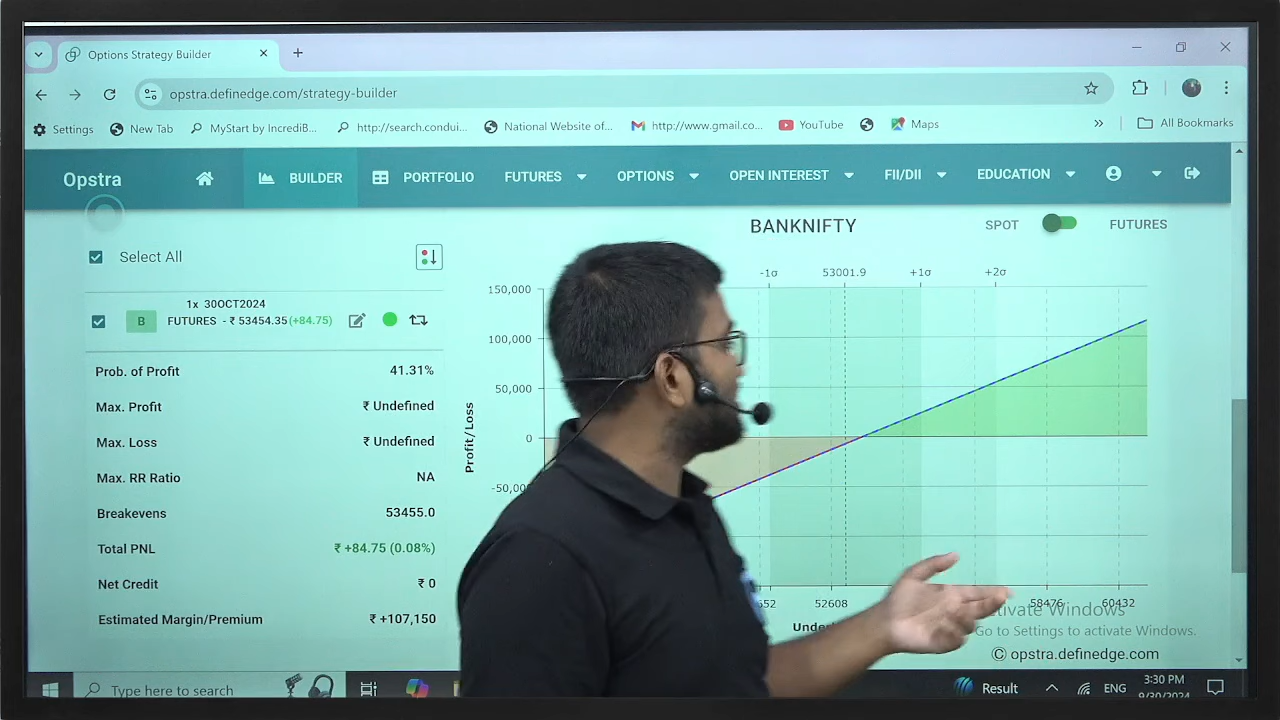 Options Strategy Builder
opstra.definedge.com/strategy-builder
Settings New Tab MyStart by IncrediB... http://search.condui... National Website of... http://www.gmail.co... YouTube Maps » All Bookmarks
Opstra BUILDER PORTFOLIO FUTURES OPTIONS OPEN INTEREST FII/DII EDUCATION
BANKNIFTY SPOT FUTURES
Select All
-1σ 53001.9 +1σ +2σ
1x 30OCT2024
B FUTURES - ₹ 53454.35(+84.75)
150,000
100,000
50,000
0
-50,00
Profit/Loss
Prob. of Profit 41.31%
Max. Profit ₹ Undefined
Max. Loss ₹ Undefined
Max. RR Ratio NA
Breakevens 53455.0
Total PNL ₹ +84.75 (0.08%)
Net Credit ₹ 0
Estimated Margin/Premium ₹ +107,150
52608 58476 60432
Activate Windows
Go to Settings to activate Windows.
© opstra.definedge.com
Type here to search
Result ENG 3:30 PM
9/30/2024